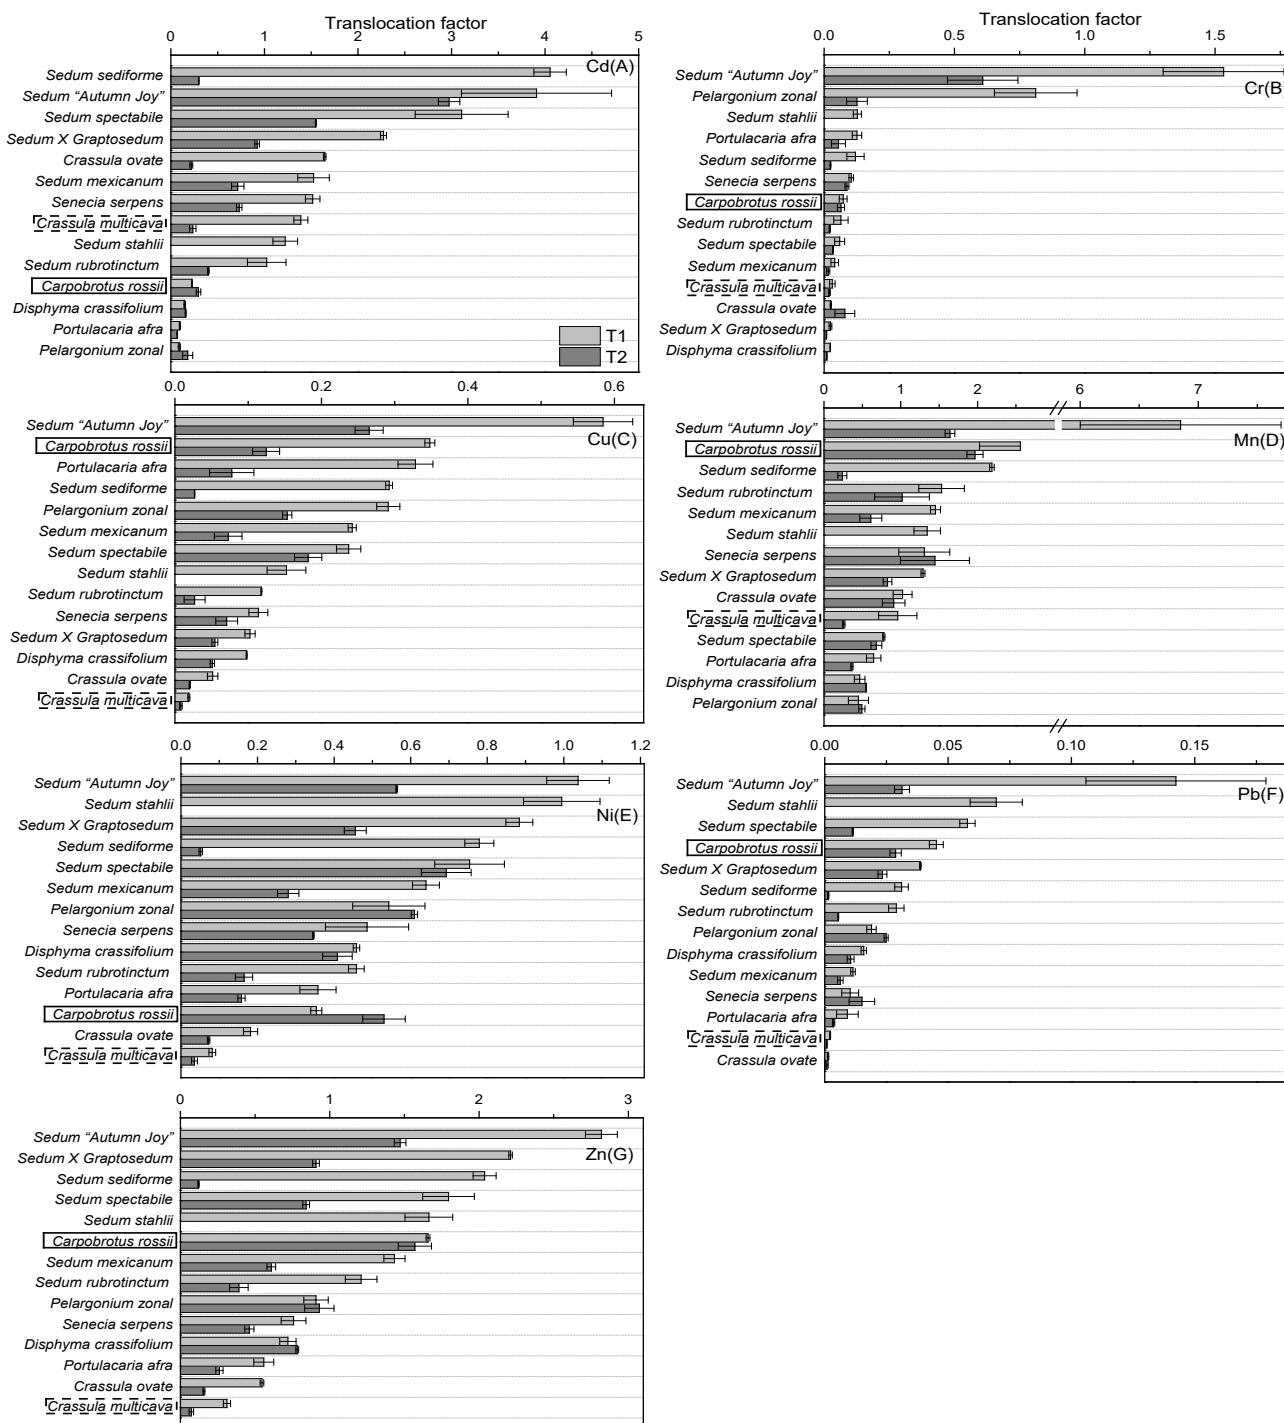 Translocation factor
0 1 2 3 4 5
Cd(A)
Sedum sediforme
Sedum “Autumn Joy”
Sedum spectabile
Sedum X Graptosedum
Crassula ovate
Sedum mexicanum
Senecia serpens
Crassula multicava
Sedum stahlii
Sedum rubrotinctum
Carpobrotus rossii
Disphyma crassifolium
Portulacaria afra
Pelargonium zonal
T1
T2
Translocation factor
0.0 0.5 1.0 1.5
Cr(B)
Sedum “Autumn Joy”
Pelargonium zonal
Sedum stahlii
Portulacaria afra
Sedum sediforme
Senecia serpens
Carpobrotus rossii
Sedum rubrotinctum
Sedum spectabile
Sedum mexicanum
Crassula multicava
Crassula ovate
Sedum X Graptosedum
Disphyma crassifolium
0.0 0.2 0.4 0.6
Cu(C)
Sedum “Autumn Joy”
Carpobrotus rossii
Portulacaria afra
Sedum sediforme
Pelargonium zonal
Sedum mexicanum
Sedum spectabile
Sedum stahlii
Sedum rubrotinctum
Senecia serpens
Sedum X Graptosedum
Disphyma crassifolium
Crassula ovate
Crassula multicava
0 1 2 6 7
Mn(D)
Sedum “Autumn Joy”
Carpobrotus rossii
Sedum sediforme
Sedum rubrotinctum
Sedum mexicanum
Sedum stahlii
Senecia serpens
Sedum X Graptosedum
Crassula ovate
Crassula multicava
Sedum spectabile
Portulacaria afra
Disphyma crassifolium
Pelargonium zonal
0.0 0.2 0.4 0.6 0.8 1.0 1.2
Ni(E)
Sedum “Autumn Joy”
Sedum stahlii
Sedum X Graptosedum
Sedum sediforme
Sedum spectabile
Sedum mexicanum
Pelargonium zonal
Senecia serpens
Disphyma crassifolium
Sedum rubrotinctum
Portulacaria afra
Carpobrotus rossii
Crassula ovate
Crassula multicava
0.00 0.05 0.10 0.15
Pb(F)
Sedum “Autumn Joy”
Sedum stahlii
Sedum spectabile
Carpobrotus rossii
Sedum X Graptosedum
Sedum sediforme
Sedum rubrotinctum
Pelargonium zonal
Disphyma crassifolium
Sedum mexicanum
Senecia serpens
Portulacaria afra
Crassula multicava
Crassula ovate
0 1 2 3
Zn(G)
Sedum “Autumn Joy”
Sedum X Graptosedum
Sedum sediforme
Sedum spectabile
Sedum stahlii
Carpobrotus rossii
Sedum mexicanum
Sedum rubrotinctum
Pelargonium zonal
Senecia serpens
Disphyma crassifolium
Portulacaria afra
Crassula ovate
Crassula multicava